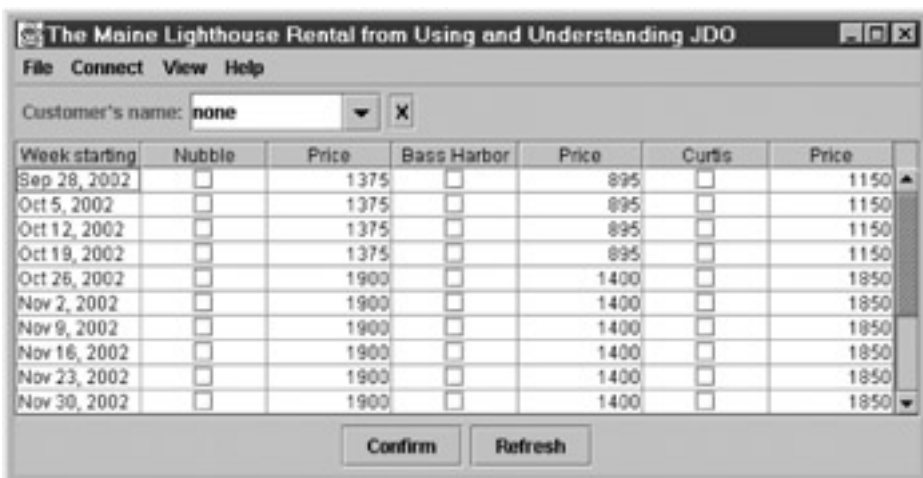 The Maine Lighthouse Rental from Using and Understanding JDO
File Connect View Help
Customer's name: none X
Week starting Nubble Price Bass Harbor Price Curtis Price
Sep 28, 2002 1375 895 1150
Oct 5, 2002 1375 895 1150
Oct 12, 2002 1375 895 1150
Oct 19, 2002 1375 895 1150
Oct 26, 2002 1900 1400 1850
Nov 2, 2002 1900 1400 1850
Nov 9, 2002 1900 1400 1850
Nov 16, 2002 1900 1400 1850
Nov 23, 2002 1900 1400 1850
Nov 30, 2002 1900 1400 1850
Confirm Refresh